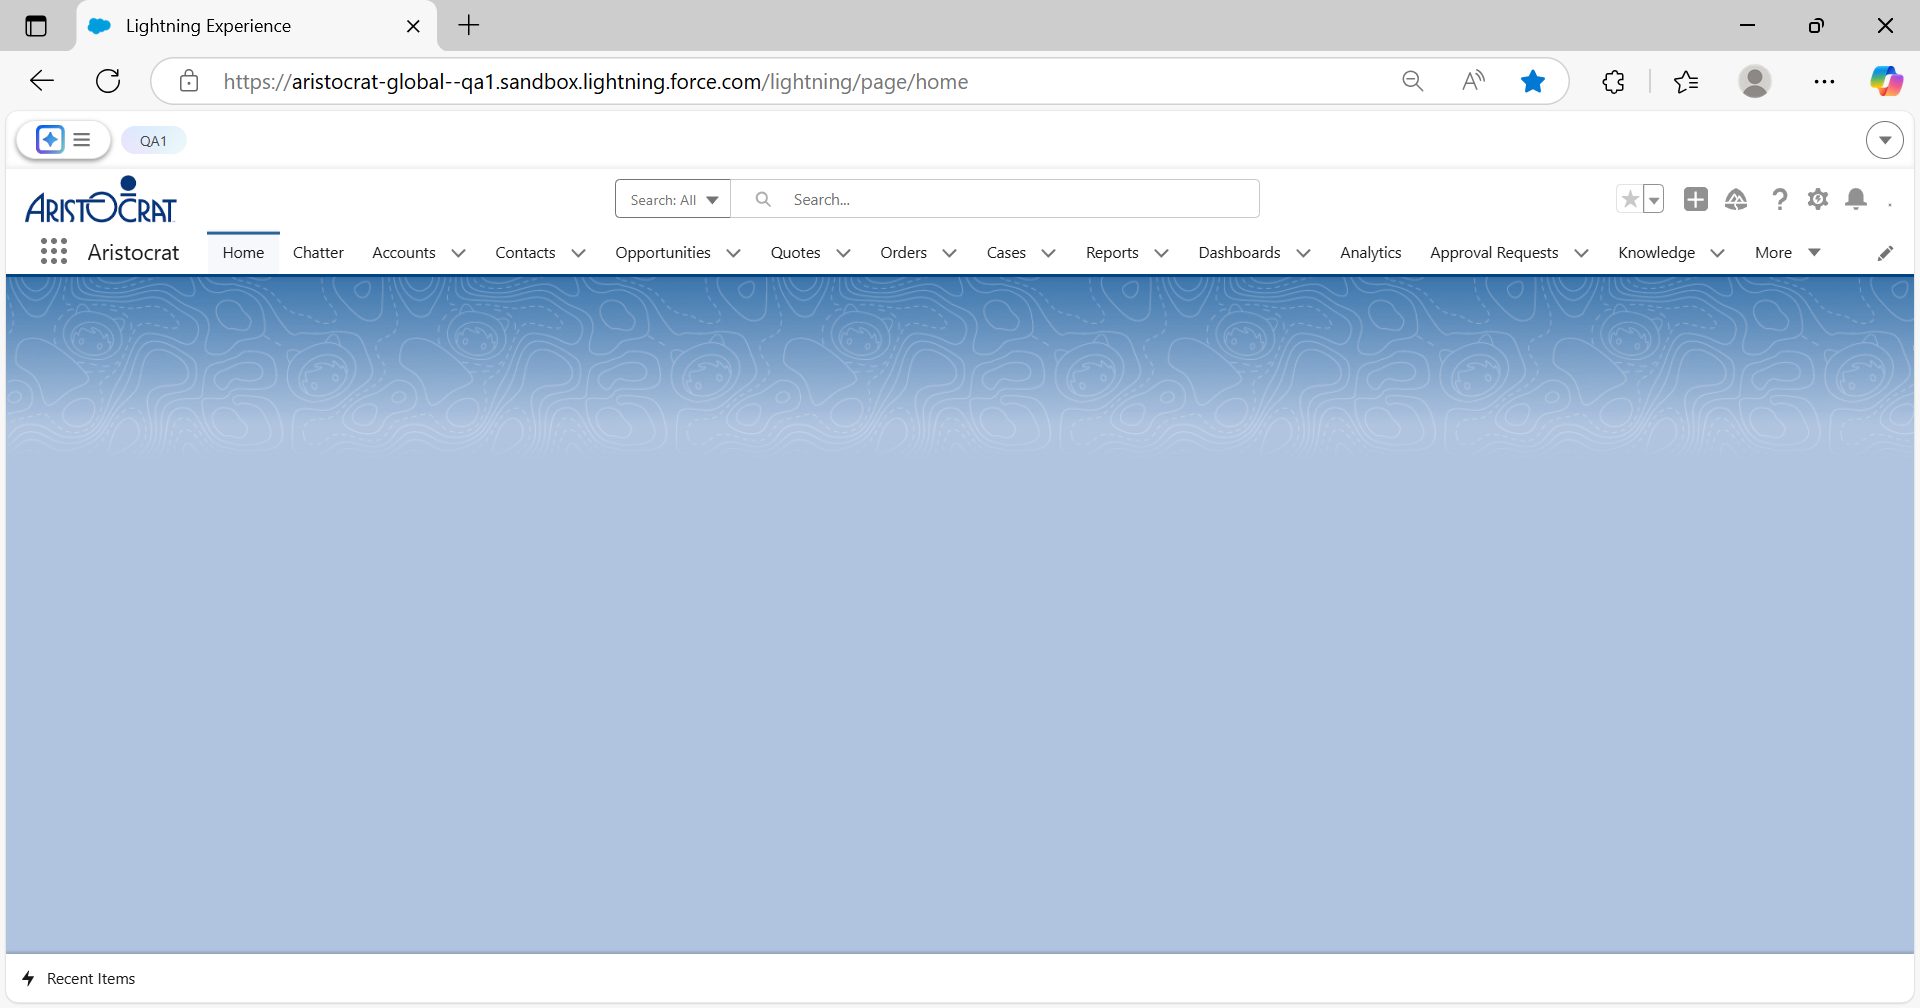 Lightning Experience
https://aristocrat-global--qa1.sandbox.lightning.force.com/lightning/page/home
QA1
ARISTOCRAT
Search: All
Search...
Aristocrat
Home
Chatter
Accounts
Contacts
Opportunities
Quotes
Orders
Cases
Reports
Dashboards
Analytics
Approval Requests
Knowledge
More
Recent Items